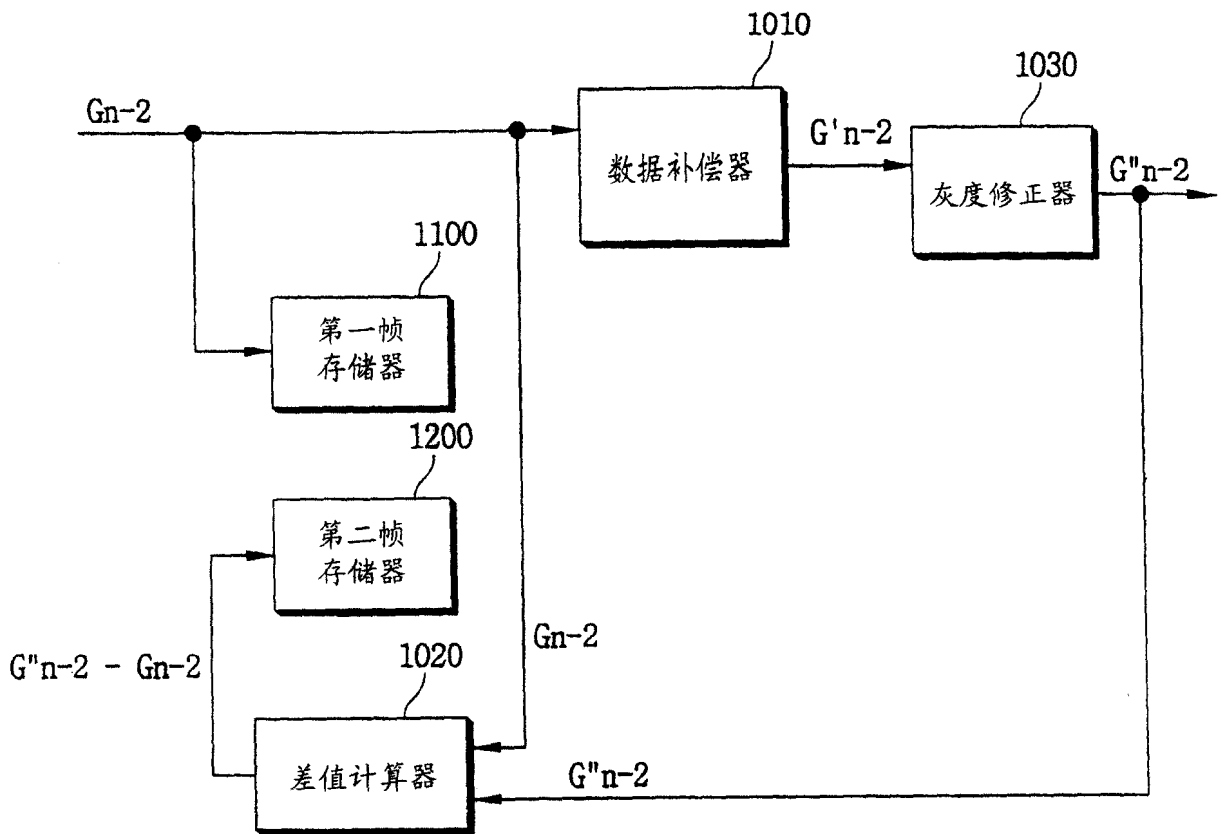 1010
1030
Gn-2
G'n-2
G"n-2
数据补偿器
灰度修正器
1100
第一帧
存储器
1200
第二帧
存储器
Gn-2
G"n-2 - Gn-2
1020
差值计算器
G"n-2